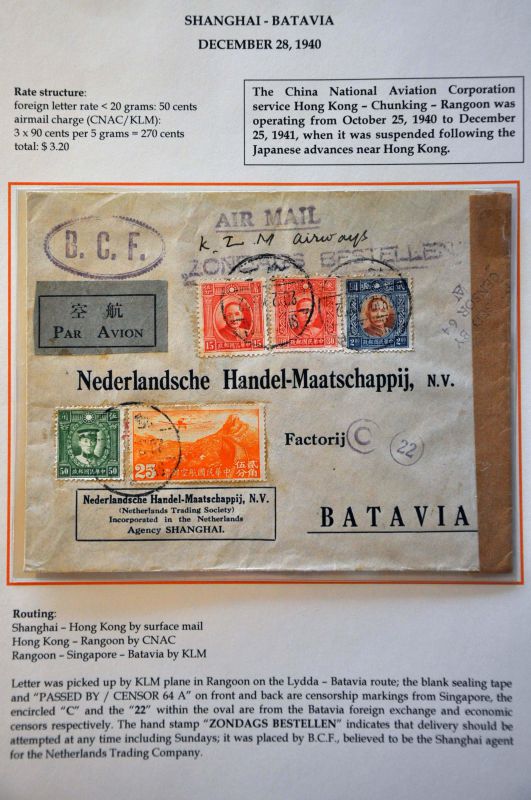 SHANGHAI - BATAVIA
DECEMBER 28, 1940
Rate structure:
foreign letter rate < 20 grams: 50 cents
airmail charge (CNAC/KLM):
3 x 90 cents per 5 grams = 270 cents
total: $ 3.20
The China National Aviation Corporation
service Hong Kong – Chunking – Rangoon was
operating from October 25, 1940 to December
25, 1941, when it was suspended following the
Japanese advances near Hong Kong.
AIR MAIL
B. C. F.
K. L. M airways
ZONDAGS BESTELLEN
空 航
PAR AVION
15
30
2
Nederlandsche Handel-Maatschappij, N.V.
Factorij
C
22
50 50
25
Nederlandsche Handel-Maatschappij, N.V.
(Netherlands Trading Society)
Incorporated in the Netherlands
Agency SHANGHAI.
BATAVIA
Routing:
Shanghai – Hong Kong by surface mail
Hong Kong – Rangoon by CNAC
Rangoon – Singapore – Batavia by KLM
Letter was picked up by KLM plane in Rangoon on the Lydda – Batavia route; the blank sealing tape
and “PASSED BY / CENSOR 64 A” on front and back are censorship markings from Singapore, the
encircled “C” and the “22” within the oval are from the Batavia foreign exchange and economic
censors respectively. The hand stamp “ZONDAGS BESTELLEN” indicates that delivery should be
attempted at any time including Sundays; it was placed by B.C.F., believed to be the Shanghai agent
for the Netherlands Trading Company.